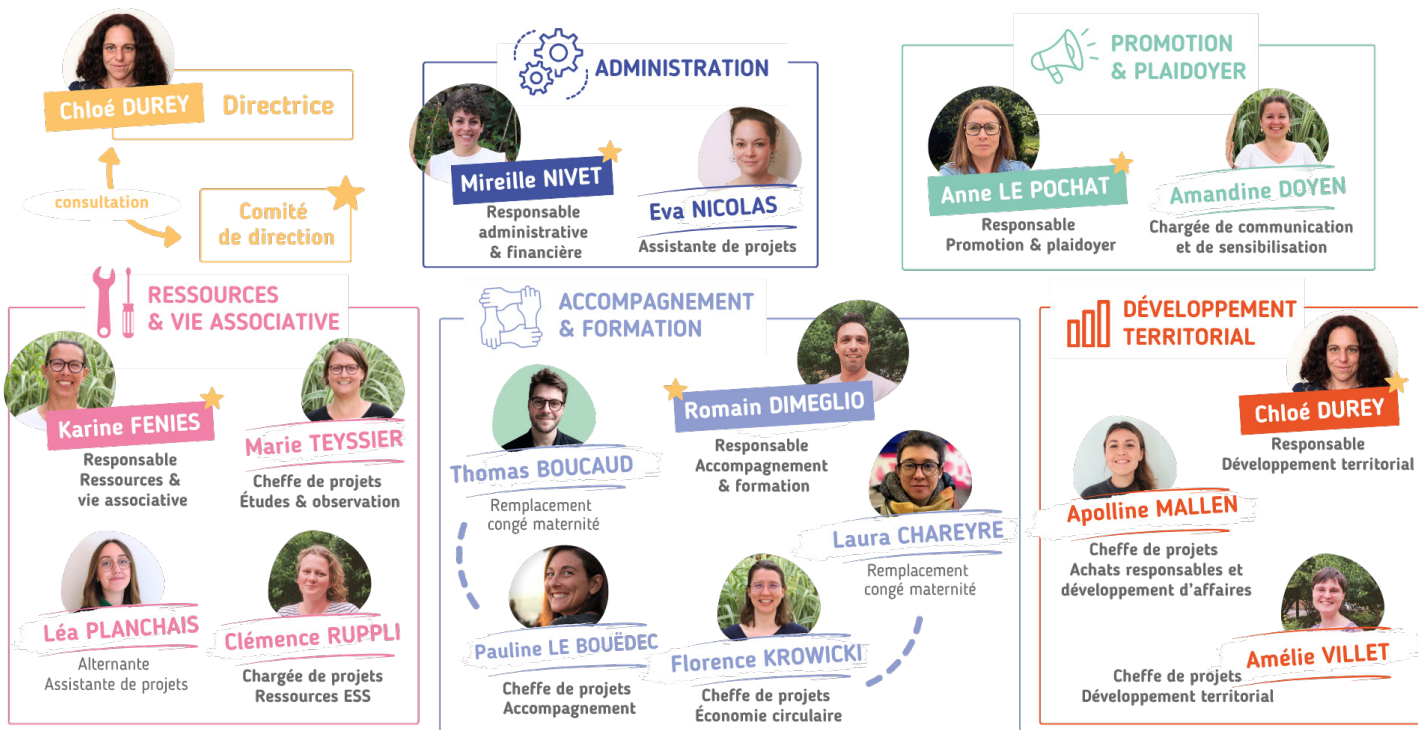 Chloé DUREY
Directrice
consultation
Comité
de direction
ADMINISTRATION
Mireille NIVET
Responsable
administrative
& financière
Eva NICOLAS
Assistante de projets
PROMOTION
& PLAIDOYER
Anne LE POCHAT
Responsable
Promotion & plaidoyer
Amandine DOYEN
Chargée de communication
et de sensibilisation
RESSOURCES
& VIE ASSOCIATIVE
Karine FENIES
Responsable
Ressources &
vie associative
Marie TEYSSIER
Cheffe de projets
Études & observation
Léa PLANCHAIS
Alternante
Assistante de projets
Clémence RUPPLI
Chargée de projets
Ressources ESS
ACCOMPAGNEMENT
& FORMATION
Thomas BOUCAUD
Remplacement
congé maternité
Romain DIMEGLIO
Responsable
Accompagnement
& formation
Laura CHAREYRE
Remplacement
congé maternité
Pauline LE BOUËDEC
Cheffe de projets
Accompagnement
Florence KROWICKI
Cheffe de projets
Économie circulaire
DÉVELOPPEMENT
TERRITORIAL
Chloé DUREY
Responsable
Développement territorial
Apolline MALLEN
Cheffe de projets
Achats responsables et
développement d'affaires
Amélie VILLET
Cheffe de projets
Développement territorial